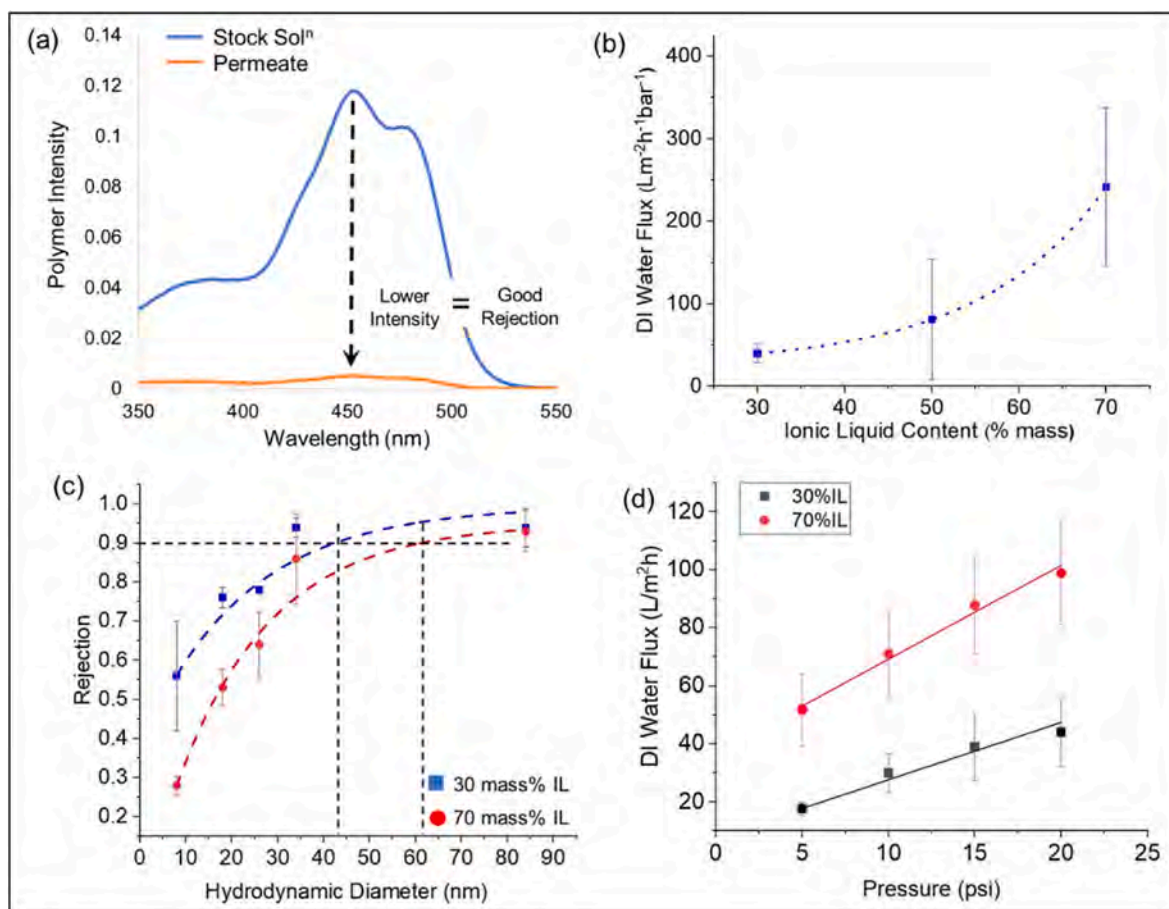 (a)
0.14
0.12
0.1
0.08
0.06
0.04
0.02
0
Polymer Intensity
Stock Solⁿ
Permeate
Lower
Intensity
=
Good
Rejection
350
400
450
500
550
Wavelength (nm)
(b)
400
300
200
100
0
DI Water Flux (Lm⁻²h⁻¹bar⁻¹)
30
40
50
60
70
Ionic Liquid Content (% mass)
(c)
1.0
0.9
0.8
0.7
0.6
0.5
0.4
0.3
0.2
Rejection
30 mass% IL
70 mass% IL
0
10
20
30
40
50
60
70
80
90
Hydrodynamic Diameter (nm)
(d)
30%IL
70%IL
120
100
80
60
40
20
DI Water Flux (L/m²h)
0
5
10
15
20
25
Pressure (psi)